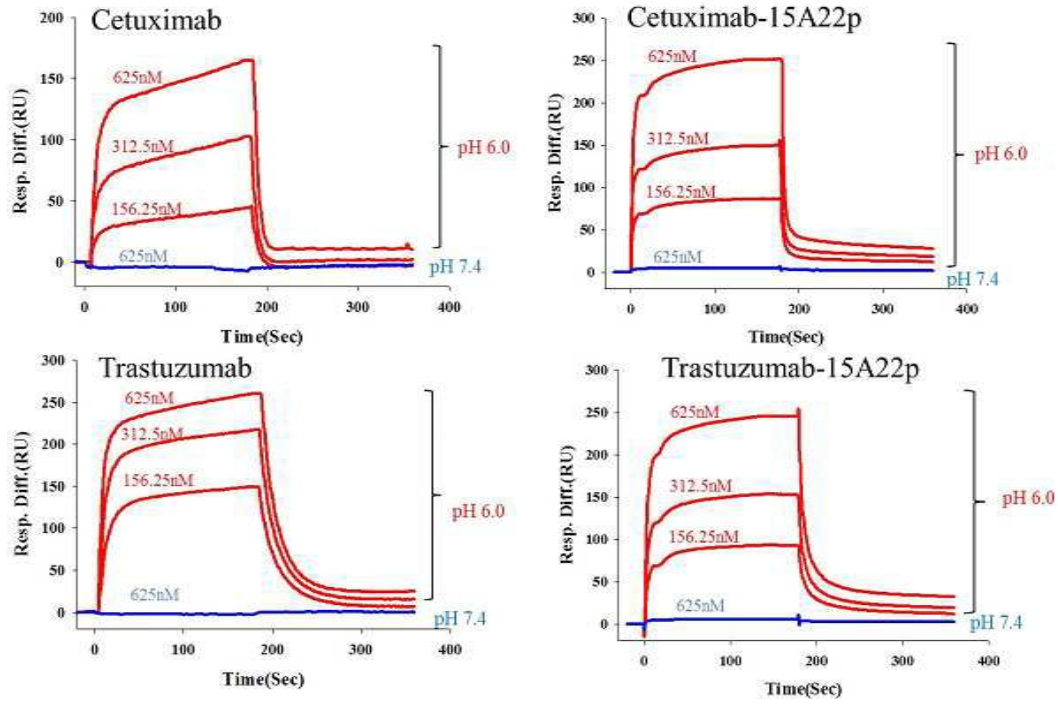 Cetuximab
200
150
100
50
0
Resp. Diff.(RU)
625nM
312.5nM
156.25nM
625nM
pH 6.0
pH 7.4
0 100 200 300 400
Time(Sec)
Cetuximab-15A22p
300
250
200
150
100
50
0
Resp. Diff.(RU)
625nM
312.5nM
156.25nM
625nM
pH 6.0
pH 7.4
0 100 200 300 400
Time(Sec)
Trastuzumab
300
250
200
150
100
50
0
Resp. Diff.(RU)
625nM
312.5nM
156.25nM
625nM
pH 6.0
pH 7.4
0 100 200 300 400
Time(Sec)
Trastuzumab-15A22p
300
250
200
150
100
50
0
Resp. Diff.(RU)
625nM
312.5nM
156.25nM
625nM
pH 6.0
pH 7.4
0 100 200 300 400
Time(Sec)